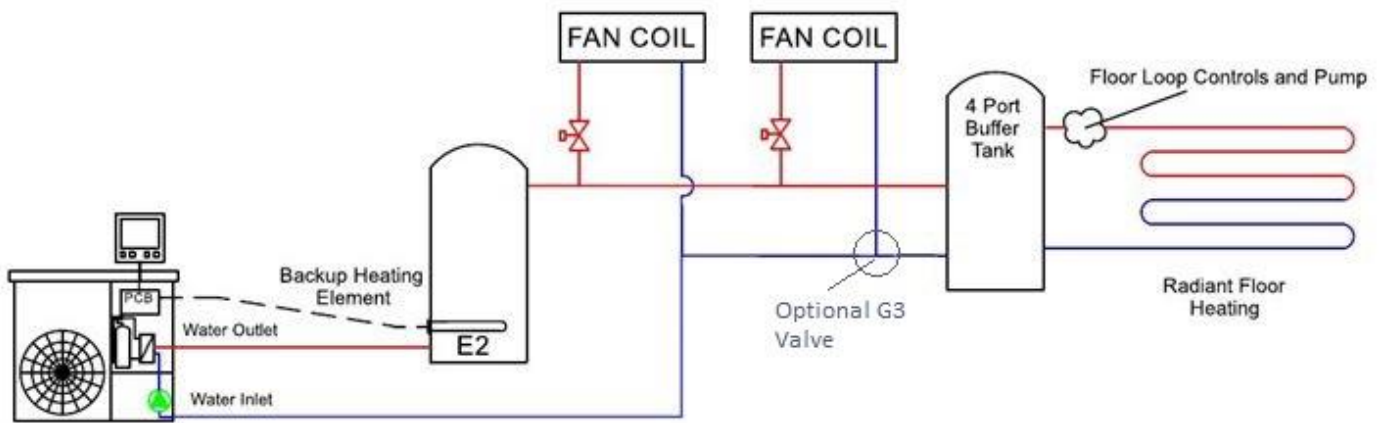 FAN COIL
FAN COIL
Floor Loop Controls and Pump
4 Port
Buffer
Tank
Backup Heating
Element
PCB
Water Outlet
E2
Optional G3
Valve
Radiant Floor
Heating
Water Inlet